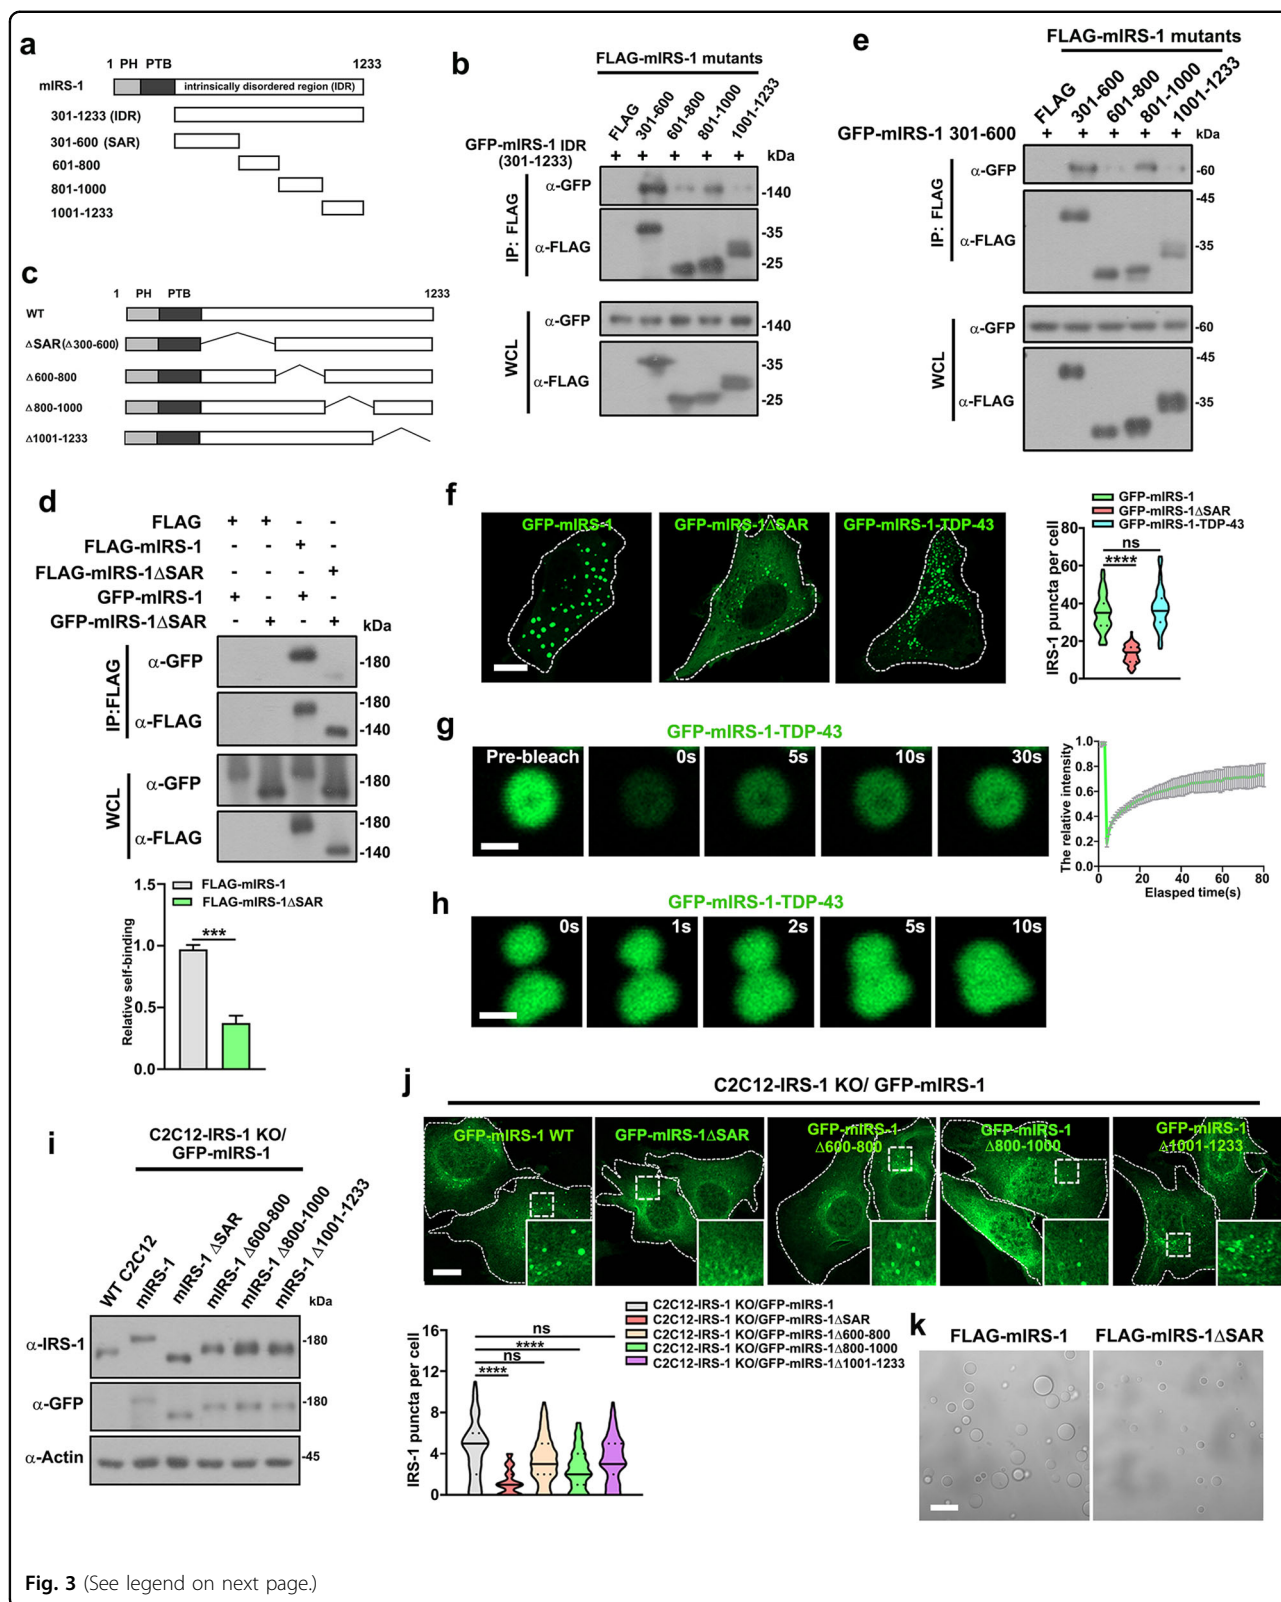 a
1 PH PTB 1233
mIRS-1 intrinsically disordered region (IDR)
301-1233 (IDR)
301-600 (SAR)
601-800
801-1000
1001-1233
b
FLAG-mIRS-1 mutants
FLAG 301-600 601-800 801-1000 1001-1233
GFP-mIRS-1 IDR
(301-1233) + + + + + kDa
IP: FLAG
α-GFP -140
α-FLAG -35
-25
WCL
α-GFP -140
α-FLAG -35
-25
c
1 PH PTB 1233
WT
ΔSAR(Δ300-600)
Δ600-800
Δ800-1000
Δ1001-1233
d
FLAG + + - -
FLAG-mIRS-1 - - + -
FLAG-mIRS-1ΔSAR - - - +
GFP-mIRS-1 + - + -
GFP-mIRS-1ΔSAR - + - + kDa
IP:FLAG
α-GFP -180
α-FLAG -180
-140
WCL
α-GFP -180
α-FLAG -180
-140
FLAG-mIRS-1
FLAG-mIRS-1ΔSAR
Relative self-binding
1.5
1.0
0.5
0.0
***
e
FLAG-mIRS-1 mutants
FLAG 301-600 601-800 801-1000 1001-1233
GFP-mIRS-1 301-600 + + + + + kDa
IP: FLAG
α-GFP -60
α-FLAG -45
-35
WCL
α-GFP -60
α-FLAG -45
-35
f
GFP-mIRS-1 GFP-mIRS-1ΔSAR GFP-mIRS-1-TDP-43
GFP-mIRS-1
GFP-mIRS-1ΔSAR
GFP-mIRS-1-TDP-43
IRS-1 puncta per cell
80
60
40
20
0
ns
****
g
GFP-mIRS-1-TDP-43
Pre-bleach 0s 5s 10s 30s
The relative intensity
1.0
0.8
0.6
0.4
0.2
0.0
0 20 40 60 80
Elasped time(s)
h
GFP-mIRS-1-TDP-43
0s 1s 2s 5s 10s
i
C2C12-IRS-1 KO/
GFP-mIRS-1
WT C2C12 mIRS-1 mIRS-1 ΔSAR mIRS-1 Δ600-800 mIRS-1 Δ800-1000 mIRS-1 Δ1001-1233
kDa
α-IRS-1 -180
α-GFP -180
α-Actin -45
j
C2C12-IRS-1 KO/ GFP-mIRS-1
GFP-mIRS-1 WT
GFP-mIRS-1ΔSAR
GFP-mIRS-1
Δ600-800
GFP-mIRS-1
Δ800-1000
GFP-mIRS-1
Δ1001-1233
C2C12-IRS-1 KO/GFP-mIRS-1
C2C12-IRS-1 KO/GFP-mIRS-1ΔSAR
C2C12-IRS-1 KO/GFP-mIRS-1Δ600-800
C2C12-IRS-1 KO/GFP-mIRS-1Δ800-1000
C2C12-IRS-1 KO/GFP-mIRS-1Δ1001-1233
IRS-1 puncta per cell
16
12
8
4
0
ns
****
ns
****
k
FLAG-mIRS-1 FLAG-mIRS-1ΔSAR
Fig. 3 (See legend on next page.)